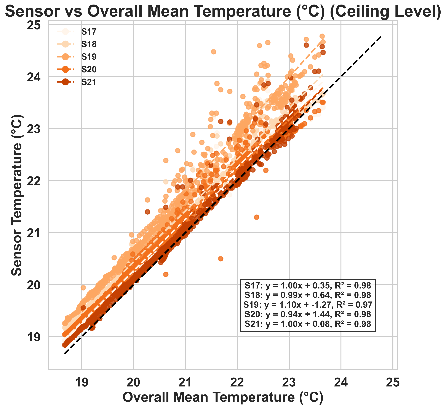 Sensor vs Overall Mean Temperature (°C) (Ceiling Level)
25
24
23
22
21
20
19
Sensor Temperature (°C)
S17
S18
S19
S20
S21
S17: y = 1.00x + 0.35, R² = 0.98
S18: y = 0.99x + 0.64, R² = 0.98
S19: y = 1.10x + -1.27, R² = 0.97
S20: y = 0.94x + 1.44, R² = 0.98
S21: y = 1.00x + 0.08, R² = 0.98
19 20 21 22 23 24 25
Overall Mean Temperature (°C)